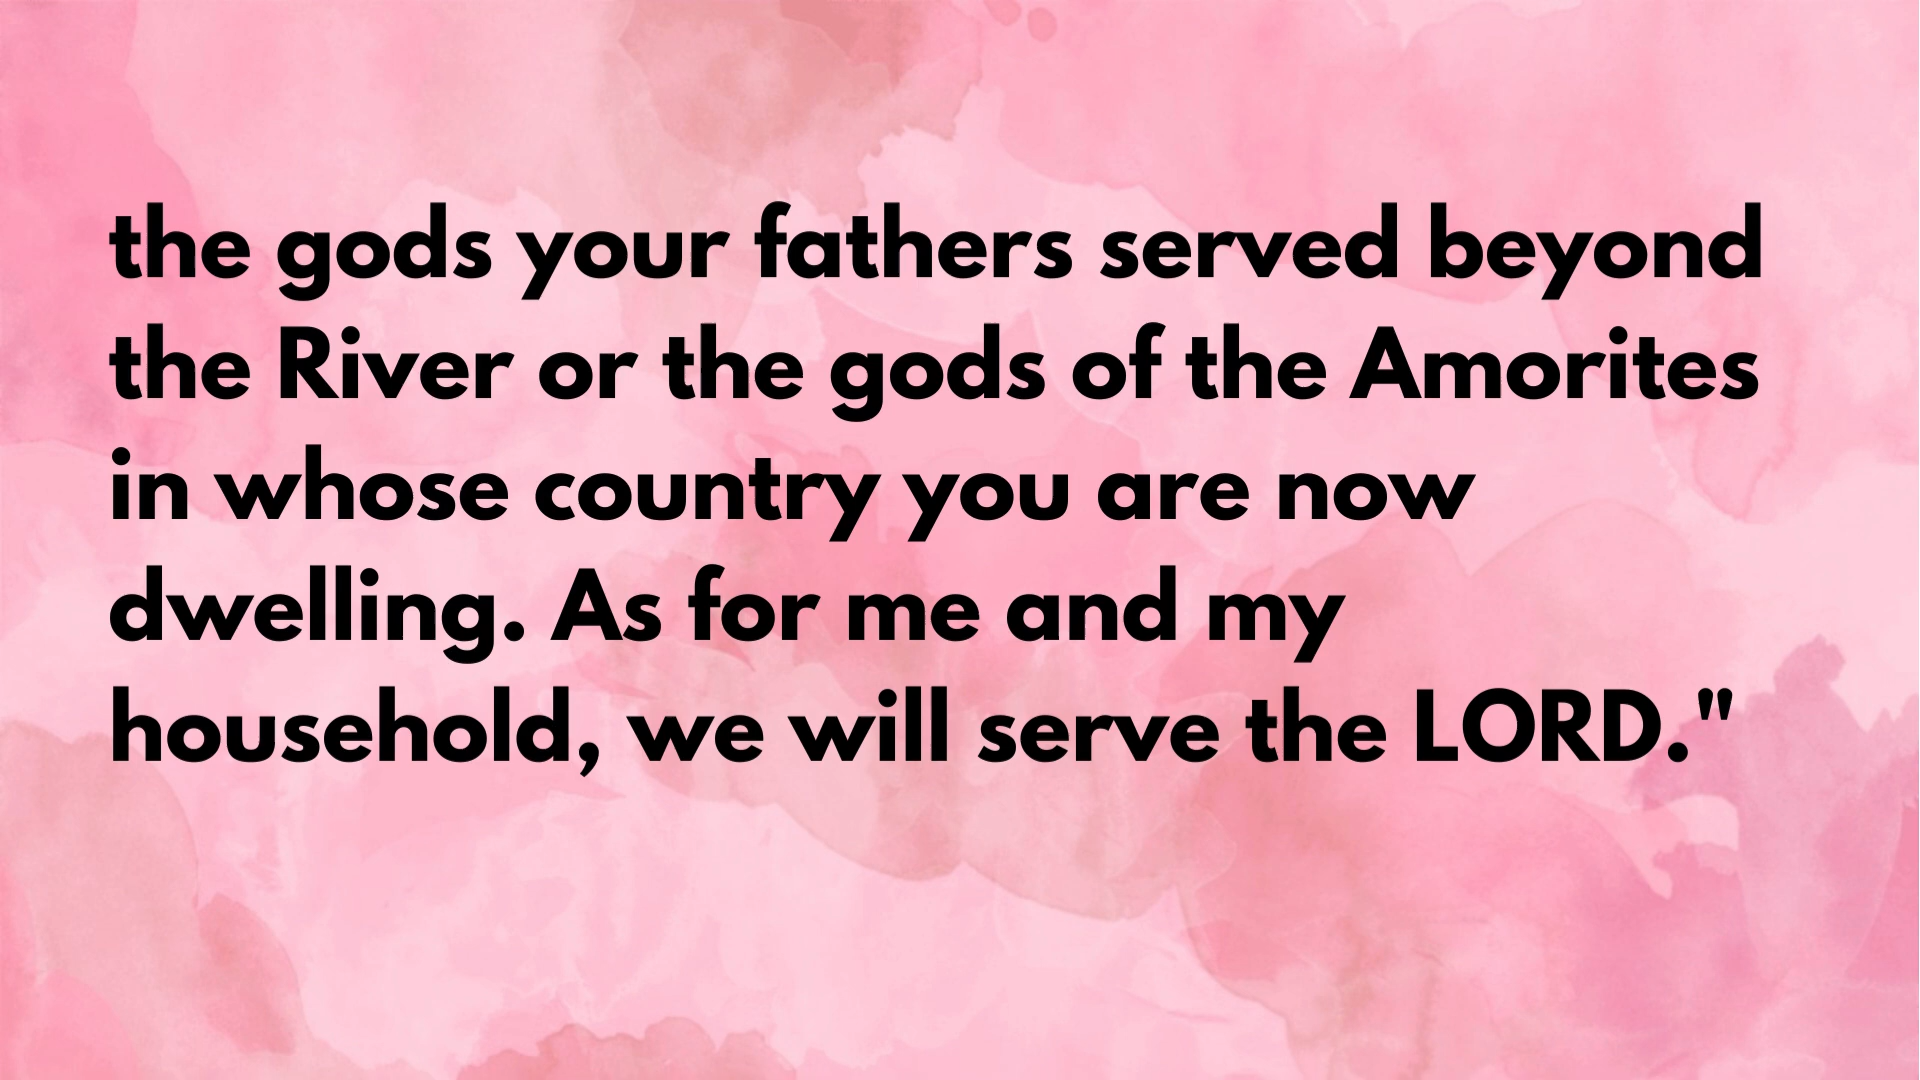 the gods your fathers served beyond
the River or the gods of the Amorites
in whose country you are now
dwelling. As for me and my
household, we will serve the LORD."